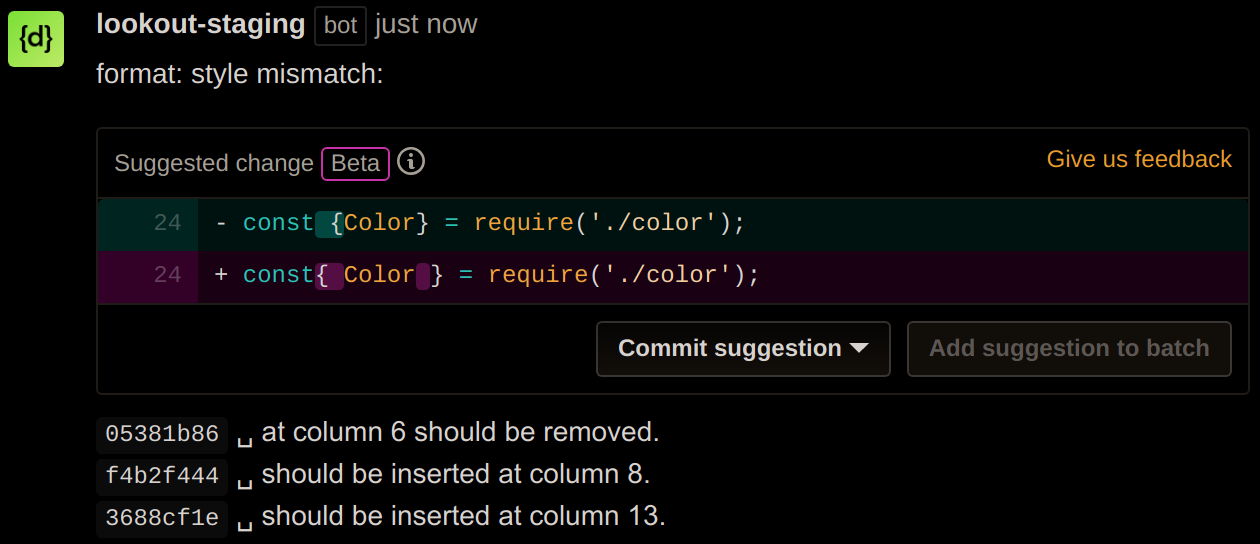 {d} lookout-staging bot just now
format: style mismatch:
Suggested change Beta Give us feedback
24 - const {Color} = require('./color');
24 + const{ Color } = require('./color');
Commit suggestion Add suggestion to batch
05381b86 ␣ at column 6 should be removed.
f4b2f444 ␣ should be inserted at column 8.
3688cf1e ␣ should be inserted at column 13.